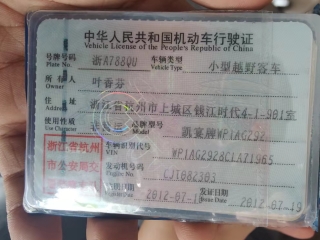 中华人民共和国机动车行驶证
Vehicle License of the People's Republic of China
号牌号码 Plate No. 浙A788QU 车辆类型 Vehicle Type 小型越野客车
所有人 Owner 叶香芬
住址 Address 浙江省杭州市上城区钱江时代4-1-901室
使用性质 Use Character 非营运 品牌型号 Model 凯宴牌WP1AG292
浙江省杭州 车辆识别代号 VIN WP1AG2928CLA71965
市公安局交 发动机号码 Engine No. CJT082303
2012-07-1 发证日期 Issue Date 2012-07-19